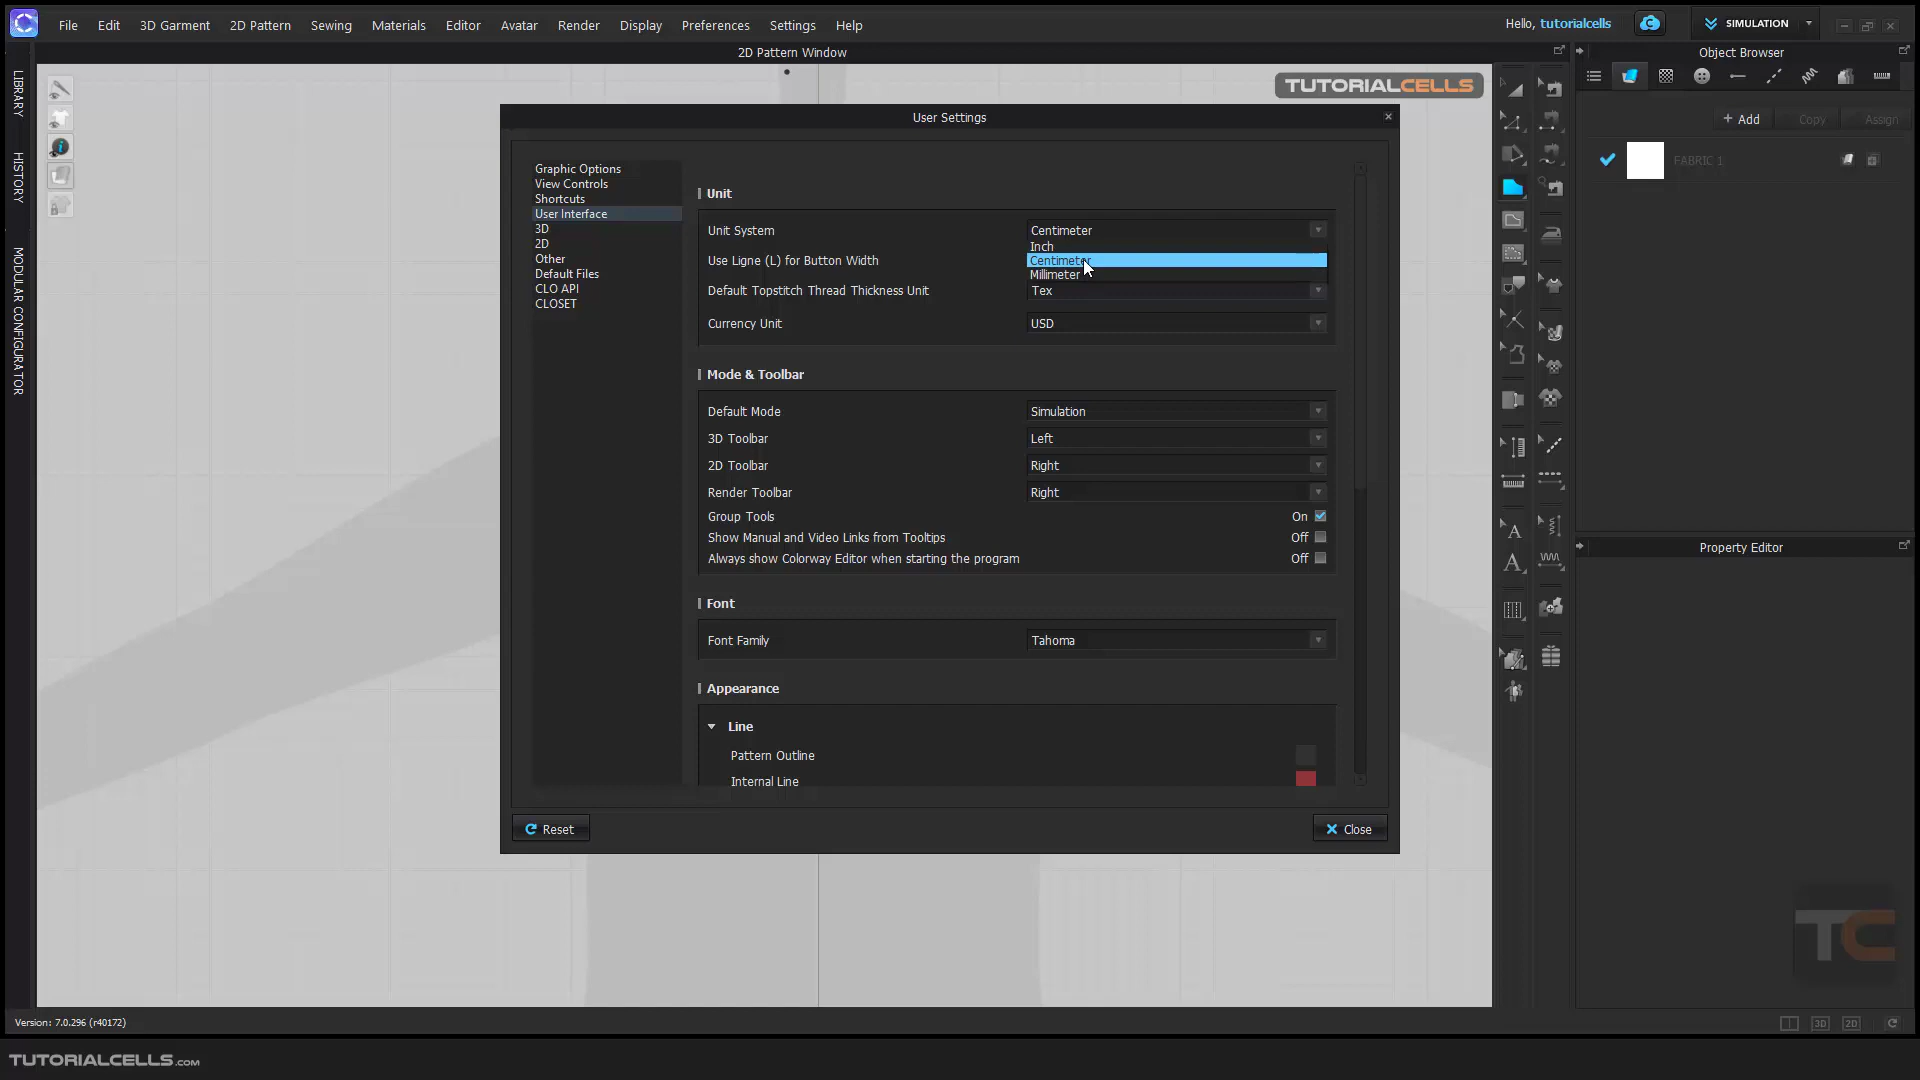 File Edit 3D Garment 2D Pattern Sewing Materials Editor Avatar Render Display Preferences Settings Help
Hello, tutorialcells
SIMULATION
2D Pattern Window
Object Browser
LIBRARY
HISTORY
MODULAR CONFIGURATOR
TUTORIALCELLS
+ Add Copy Assign
FABRIC 1
User Settings
Graphic Options
View Controls
Shortcuts
User Interface
3D
2D
Other
Default Files
CLO API
CLOSET
Unit
Unit System Centimeter
Inch
Use Ligne (L) for Button Width Centimeter
Millimeter
Default Topstitch Thread Thickness Unit Tex
Currency Unit USD
Mode & Toolbar
Default Mode Simulation
3D Toolbar Left
2D Toolbar Right
Render Toolbar Right
Group Tools On
Show Manual and Video Links from Tooltips Off
Always show Colorway Editor when starting the program Off
Font
Font Family Tahoma
Appearance
Line
Pattern Outline
Internal Line
Reset
Close
Property Editor
TC
Version: 7.0.296 (r40172)
3D 2D
TUTORIALCELLS.com